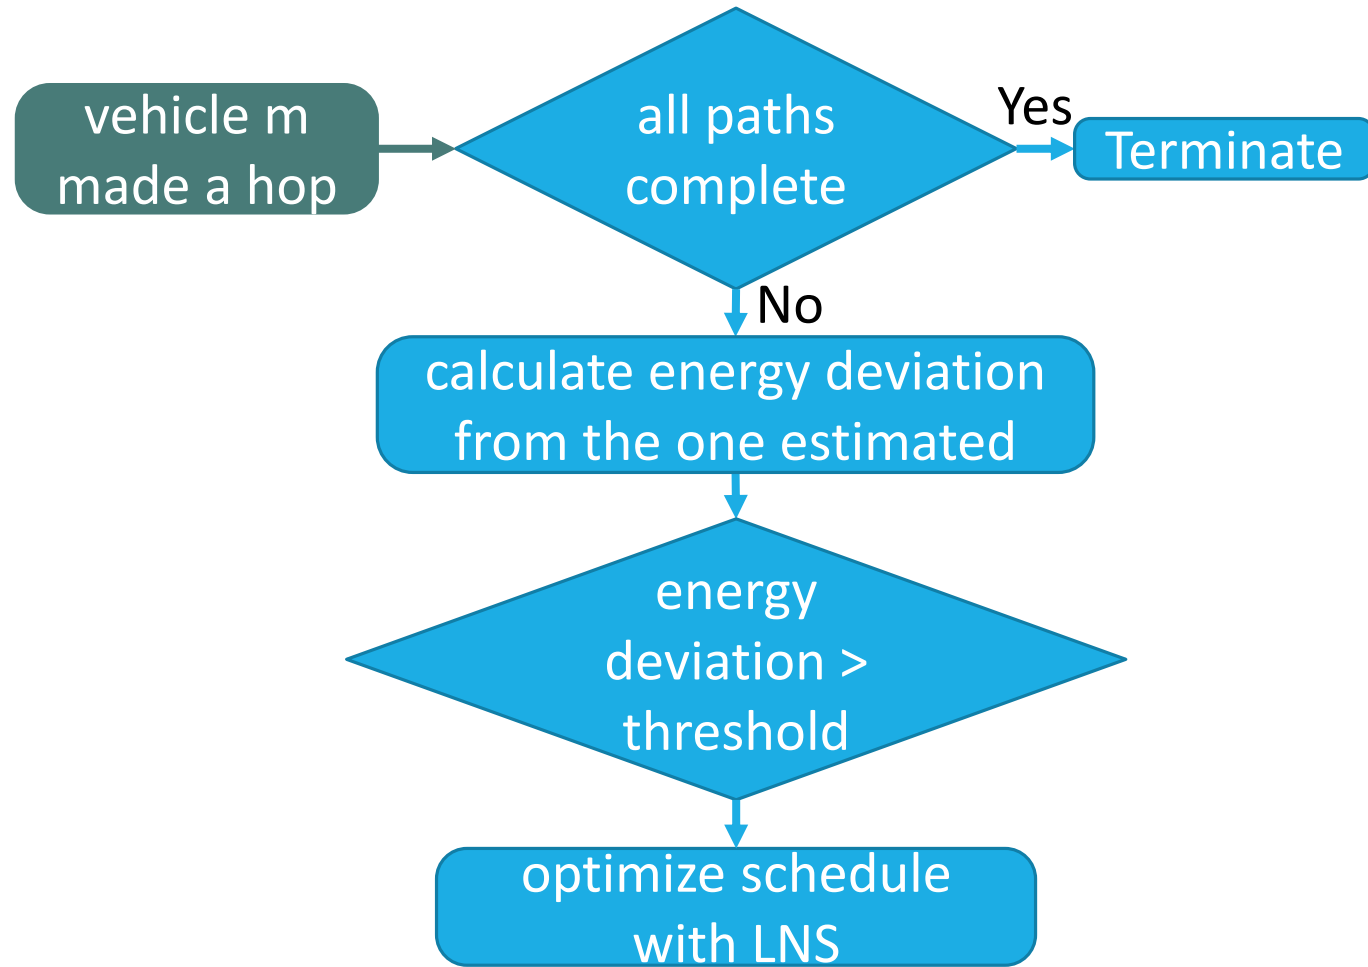 vehicle m
made a hop
all paths
complete
Yes
Terminate
No
calculate energy deviation
from the one estimated
energy
deviation >
threshold
optimize schedule
with LNS